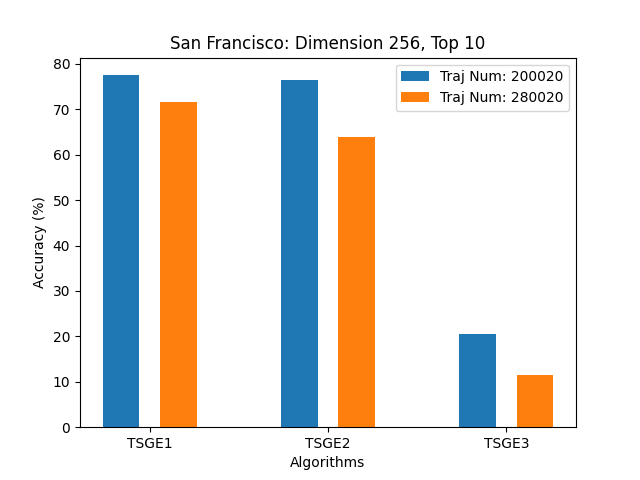 San Francisco: Dimension 256, Top 10
Traj Num: 200020
Traj Num: 280020
Accuracy (%)
80
70
60
50
40
30
20
10
0
TSGE1 TSGE2 TSGE3
Algorithms